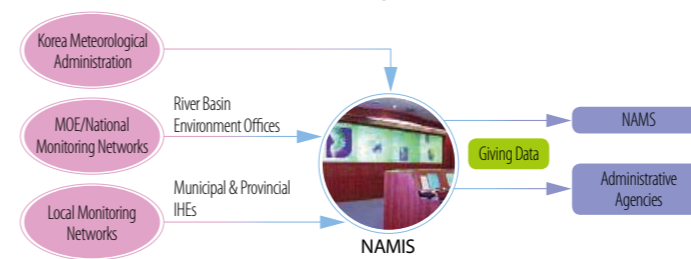 Korea Meteorological
Administration
River Basin
Environment Offices
MOE/National
Monitoring Networks
NAMS
Giving Data
Municipal & Provincial
IHEs
Administrative
Agencies
Local Monitoring
Networks
NAMIS